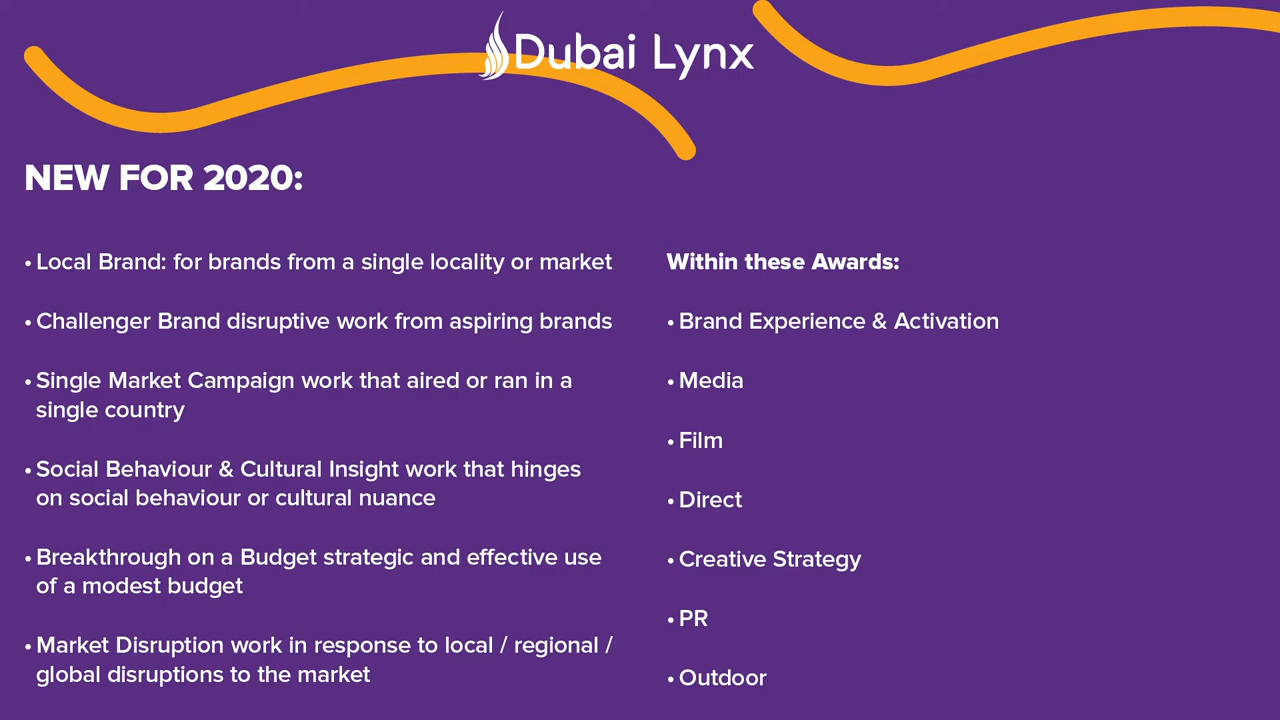 Dubai Lynx
NEW FOR 2020:
• Local Brand: for brands from a single locality or market
• Challenger Brand disruptive work from aspiring brands
• Single Market Campaign work that aired or ran in a
single country
• Social Behaviour & Cultural Insight work that hinges
on social behaviour or cultural nuance
• Breakthrough on a Budget strategic and effective use
of a modest budget
• Market Disruption work in response to local / regional /
global disruptions to the market
Within these Awards:
• Brand Experience & Activation
• Media
• Film
• Direct
• Creative Strategy
• PR
• Outdoor